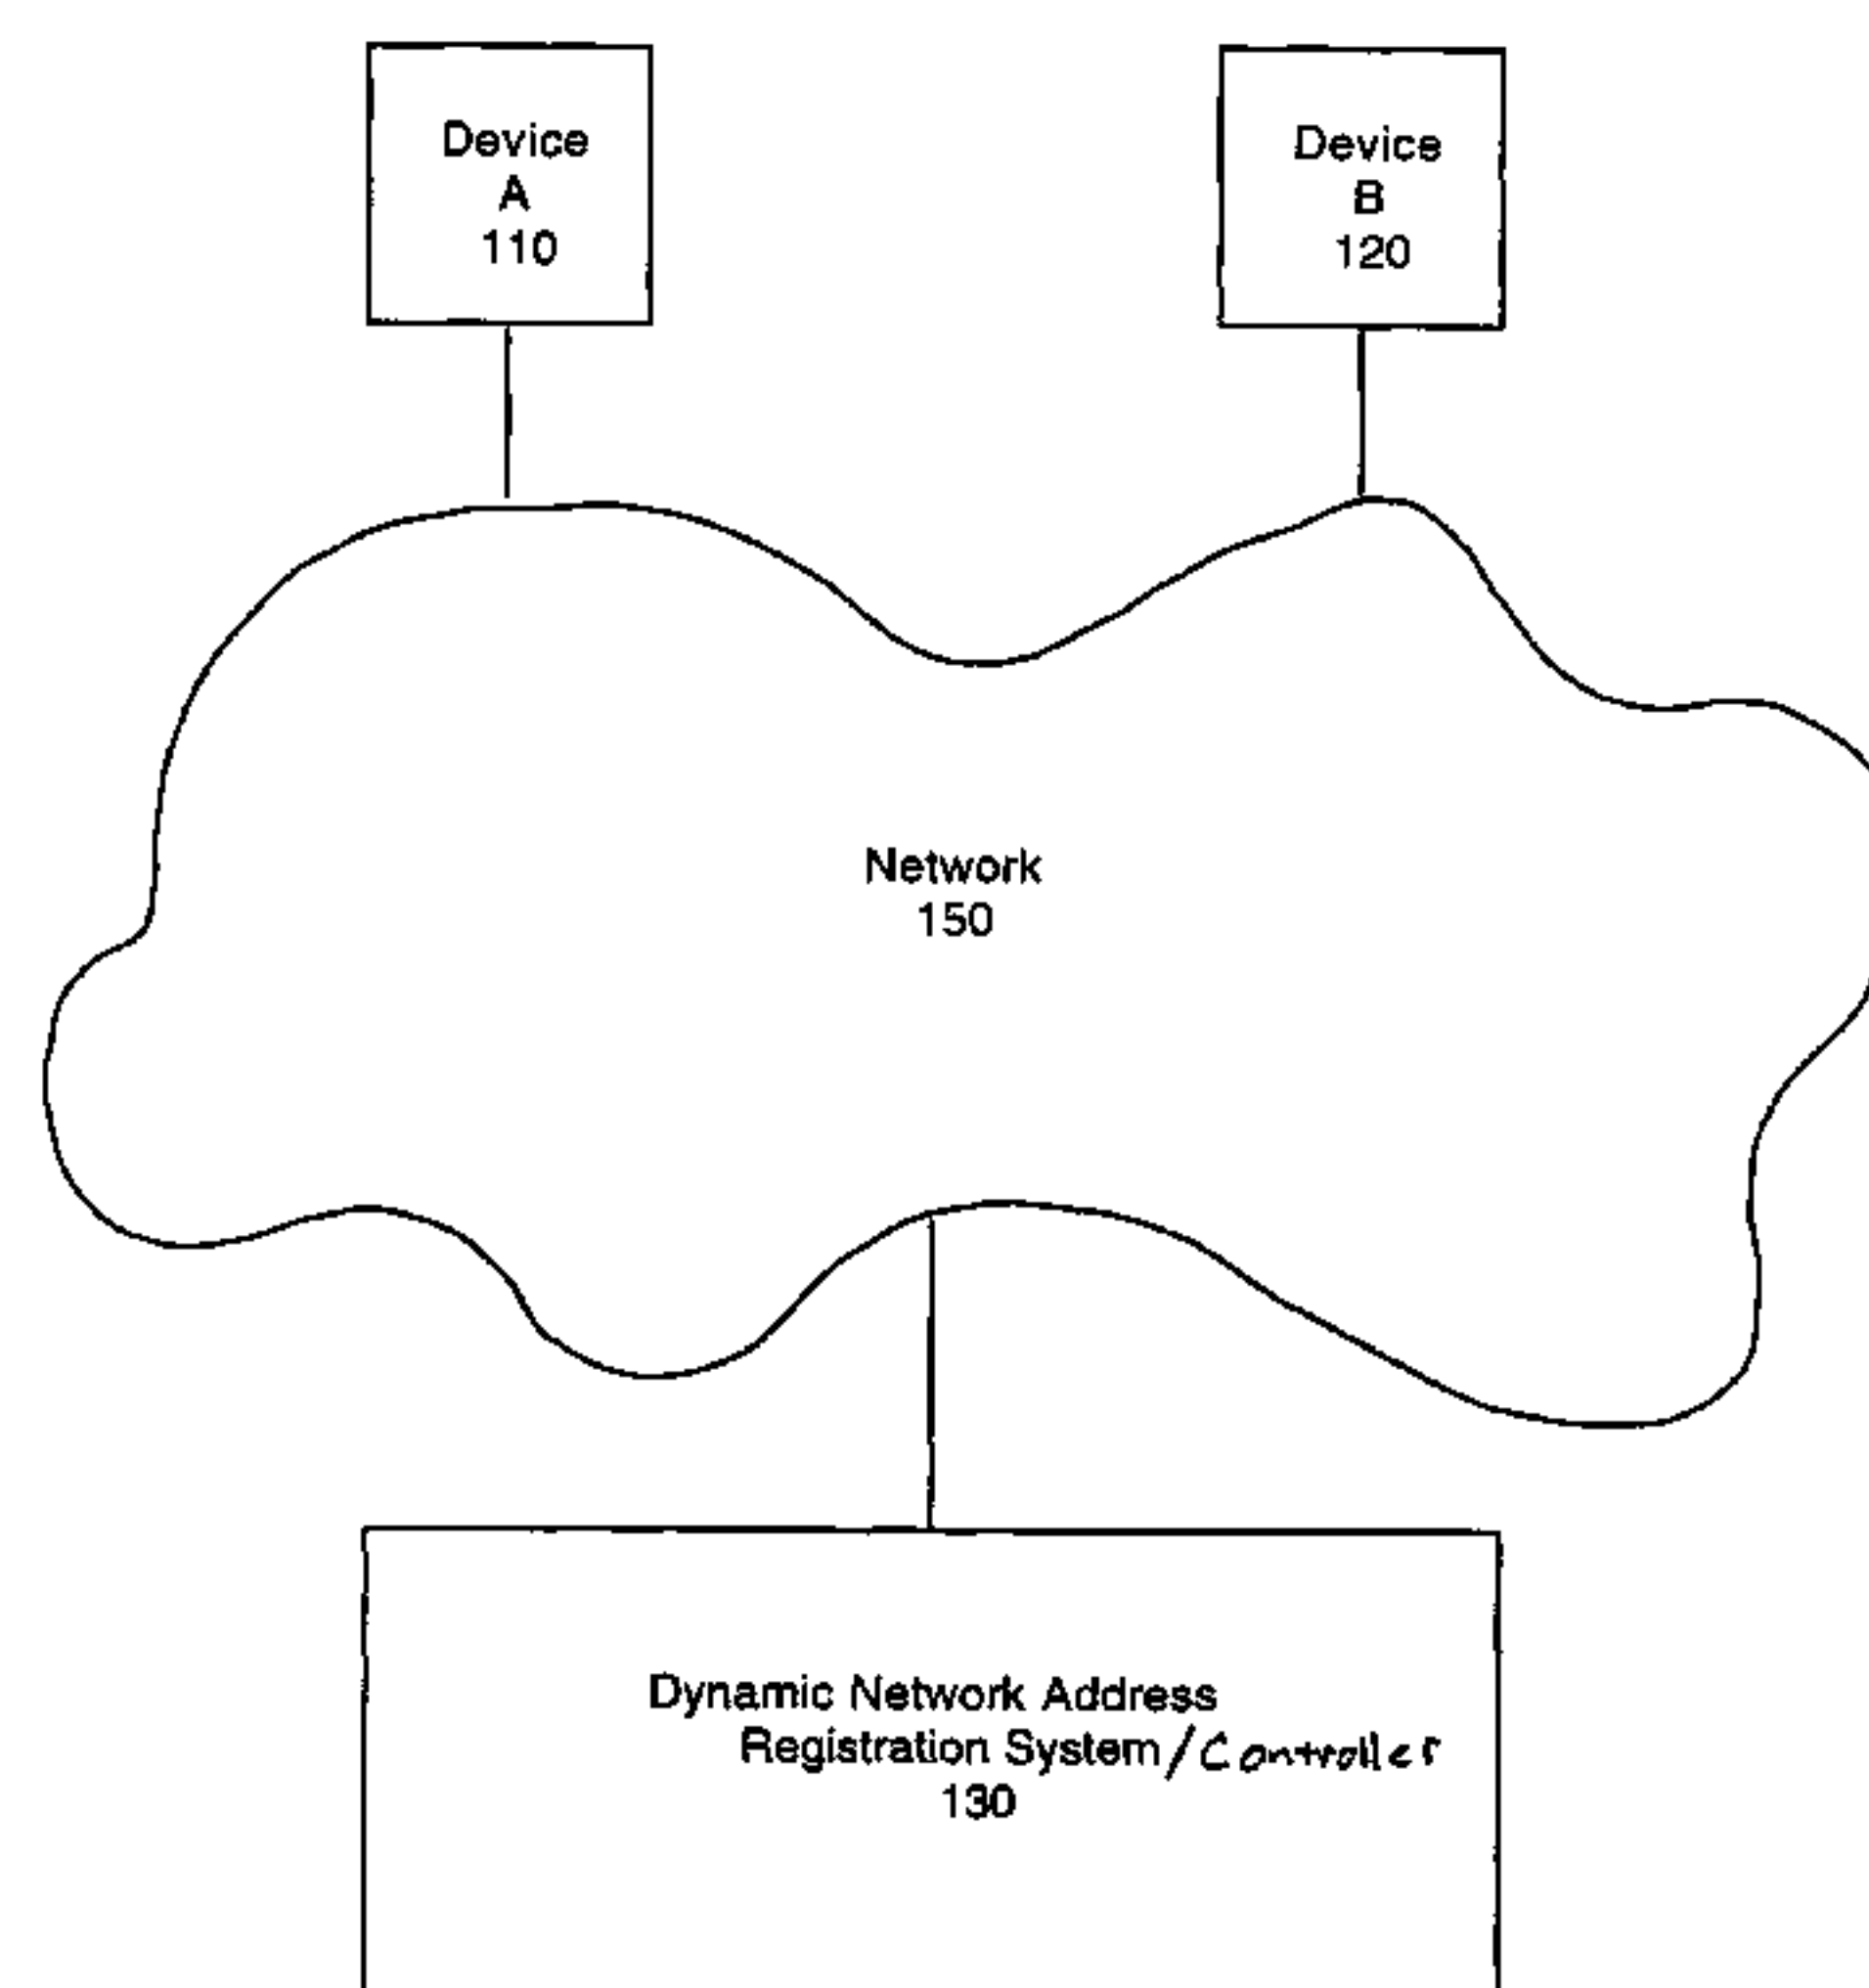 Device
A
110
Device
B
120
Network
150
Dynamic Network Address
Registration System/Controller
130